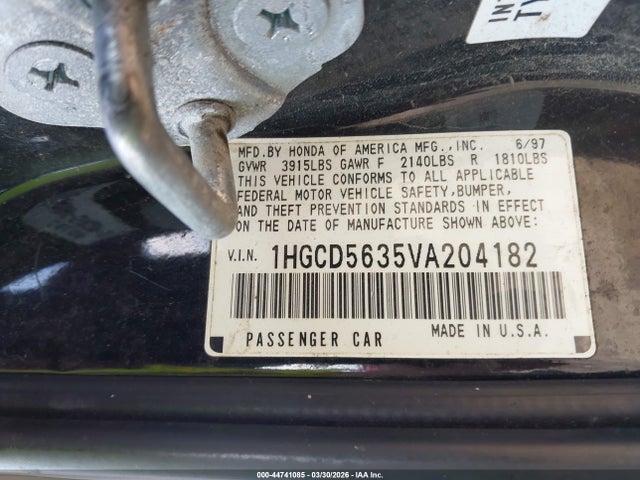 INT
TY
MFD.BY HONDA OF AMERICA MFG.,INC. 6/97
GVWR 3915LBS GAWR F 2140LBS R 1810LBS
THIS VEHICLE CONFORMS TO ALL APPLICABLE
FEDERAL MOTOR VEHICLE SAFETY,BUMPER,
AND THEFT PREVENTION STANDARDS IN EFFECT
ON THE DATE OF MANUFACTURE SHOWN ABOVE:
V.I.N. 1HGCD5635VA204182
PASSENGER CAR MADE IN U.S.A.
000-44741085 | 03/30/2026 | IAA Inc.